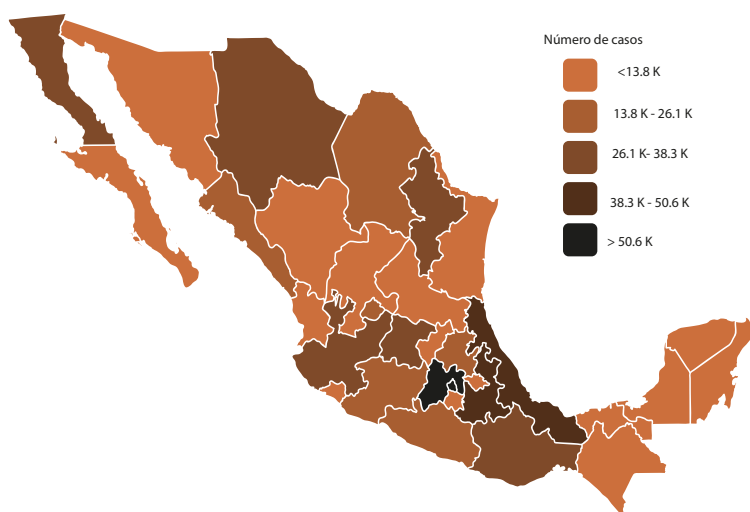 Número de casos
<13.8 K
13.8 K - 26.1 K
26.1 K- 38.3 K
38.3 K - 50.6 K
> 50.6 K